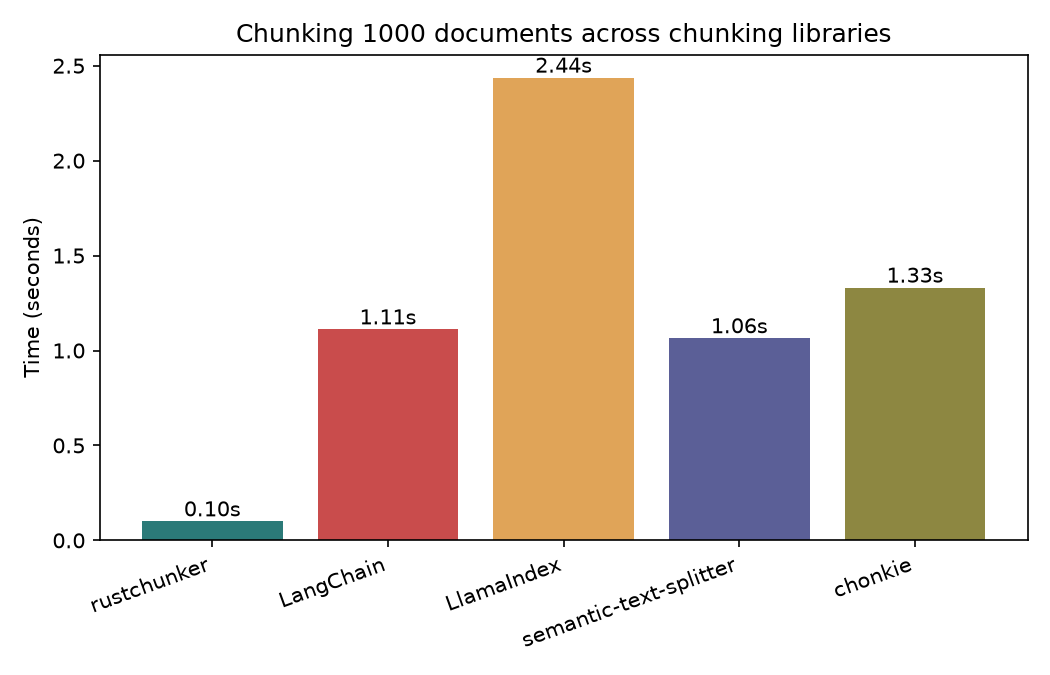 Chunking 1000 documents across chunking libraries
Time (seconds)
2.5
2.0
1.5
1.0
0.5
0.0
0.10s
1.11s
2.44s
1.06s
1.33s
rustchunker
LangChain
LlamaIndex
semantic-text-splitter
chonkie